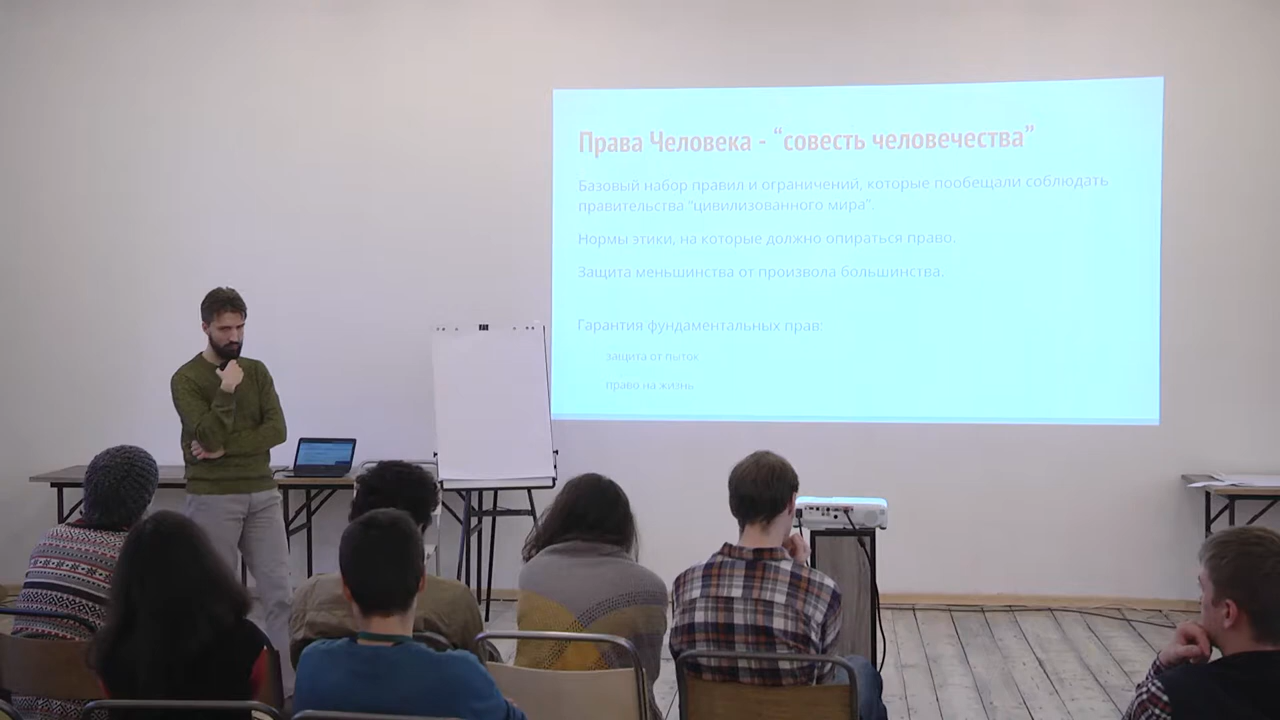 Права Человека - “совесть человечества”
Базовый набор правил и ограничений, которые пообещали соблюдать
правительства “цивилизованного мира”.
Нормы этики, на которые должно опираться право.
Защита меньшинства от произвола большинства.
Гарантия фундаментальных прав:
защита от пыток
право на жизнь